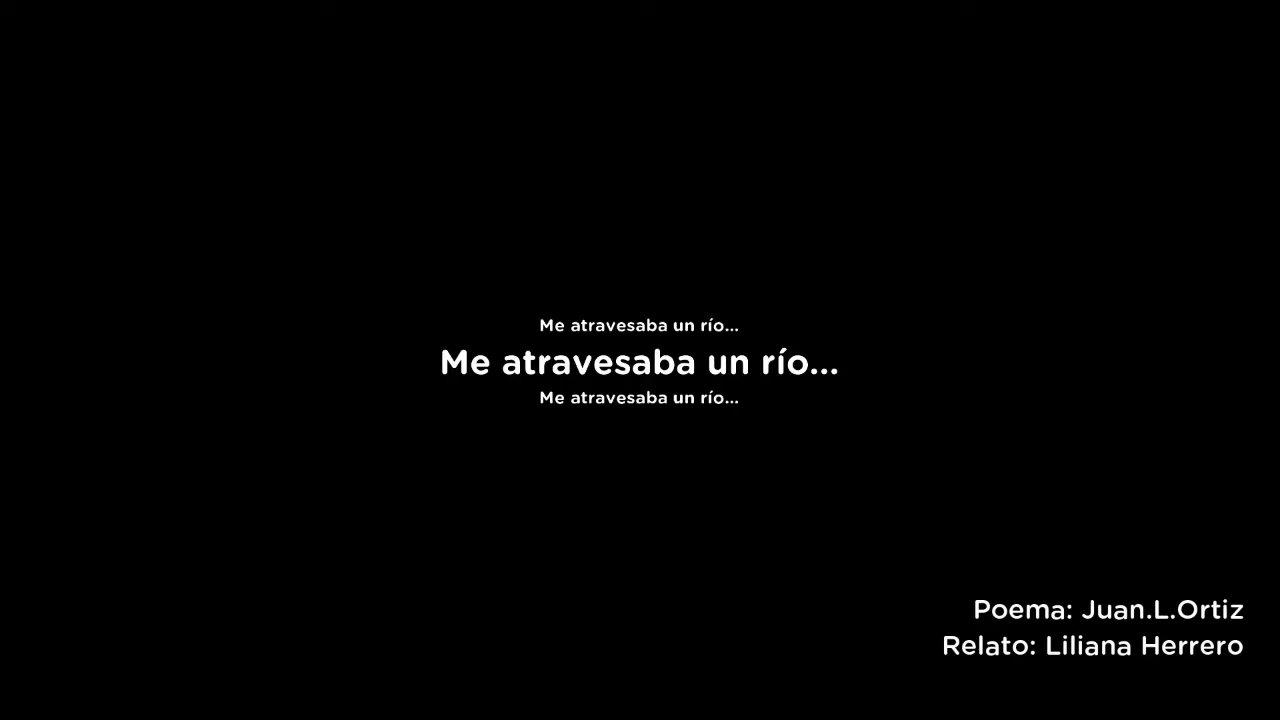 Me atravesaba un río...
Me atravesaba un río...
Me atravesaba un río...
Poema: Juan.L.Ortiz
Relato: Liliana Herrero